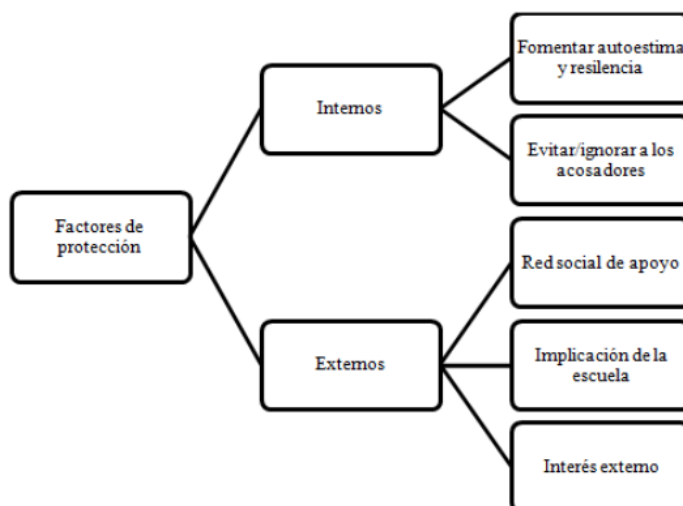 Fomentar autoestima
y resilencia
Internos
Evitar/ignorar a los
acosadores
Factores de
protección
Red social de apoyo
Externos
Implicación de la
escuela
Interés externo